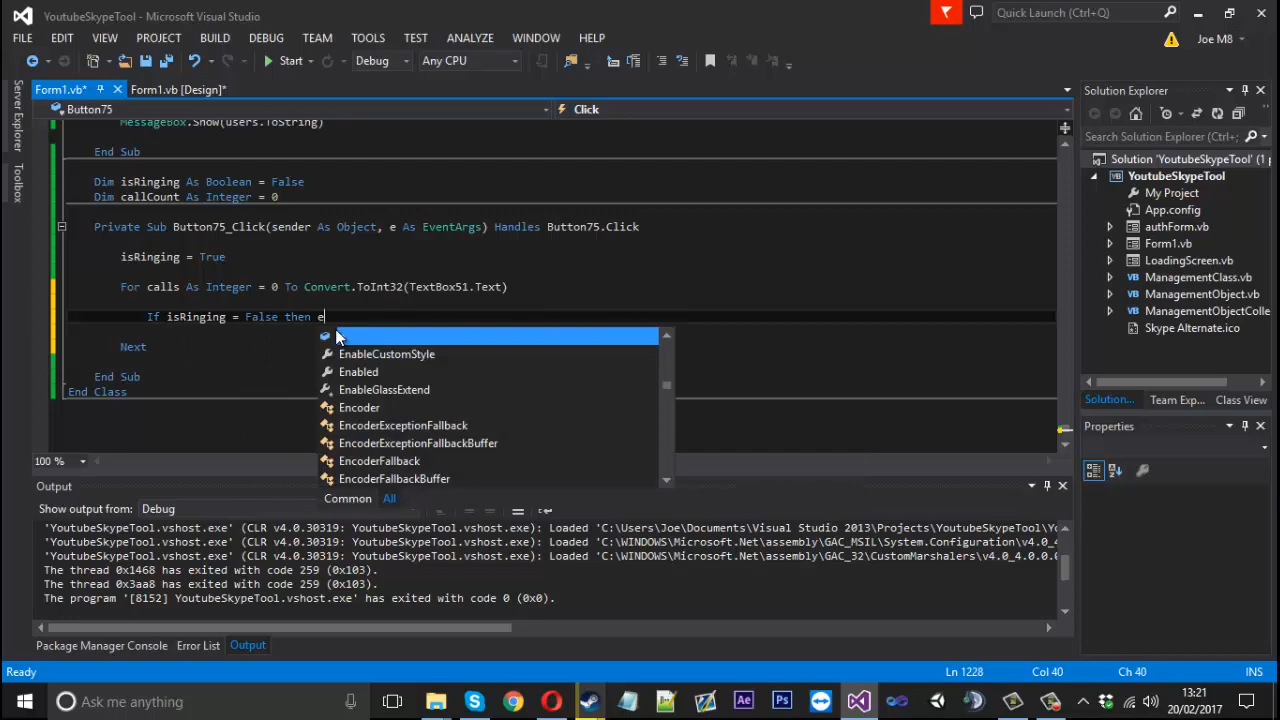 YoutubeSkypeTool - Microsoft Visual Studio
Quick Launch (Ctrl+Q)
FILE EDIT VIEW PROJECT BUILD DEBUG TEAM TOOLS TEST ANALYZE WINDOW HELP
Joe M8
Start Debug Any CPU
Form1.vb* Form1.vb [Design]*
Button75 Click
Server Explorer
Toolbox
MessageBox.Show(users.ToString)
End Sub
Dim isRinging As Boolean = False
Dim callCount As Integer = 0
Private Sub Button75_Click(sender As Object, e As EventArgs) Handles Button75.Click
isRinging = True
For calls As Integer = 0 To Convert.ToInt32(TextBox51.Text)
If isRinging = False then e
Next
End Sub
End Class
EnableCustomStyle
Enabled
EnableGlassExtend
Encoder
EncoderExceptionFallback
EncoderExceptionFallbackBuffer
EncoderFallback
EncoderFallbackBuffer
Common All
100 %
Solution Explorer
Search Solution Explorer (Ctrl+;
Solution 'YoutubeSkypeTool' (1 p
YoutubeSkypeTool
My Project
App.config
authForm.vb
Form1.vb
LoadingScreen.vb
ManagementClass.vb
ManagementObject.vb
ManagementObjectColle
Skype Alternate.ico
Solution... Team Exp... Class View
Properties
Output
Show output from: Debug
'YoutubeSkypeTool.vshost.exe' (CLR v4.0.30319: YoutubeSkypeTool.vshost.exe): Loaded 'C:\Users\Joe\Documents\Visual Studio 2013\Projects\YoutubeSkypeTool\Yo
'YoutubeSkypeTool.vshost.exe' (CLR v4.0.30319: YoutubeSkypeTool.vshost.exe): Loaded 'C:\WINDOWS\Microsoft.Net\assembly\GAC_MSIL\System.Configuration\v4.0_4
'YoutubeSkypeTool.vshost.exe' (CLR v4.0.30319: YoutubeSkypeTool.vshost.exe): Loaded 'C:\WINDOWS\Microsoft.Net\assembly\GAC_32\CustomMarshalers\v4.0_4.0.0.0
The thread 0x1468 has exited with code 259 (0x103).
The thread 0x3aa8 has exited with code 259 (0x103).
The program '[8152] YoutubeSkypeTool.vshost.exe' has exited with code 0 (0x0).
Package Manager Console Error List Output
Ready Ln 1228 Col 40 Ch 40 INS
Ask me anything
Ae
Ps
13:21
20/02/2017